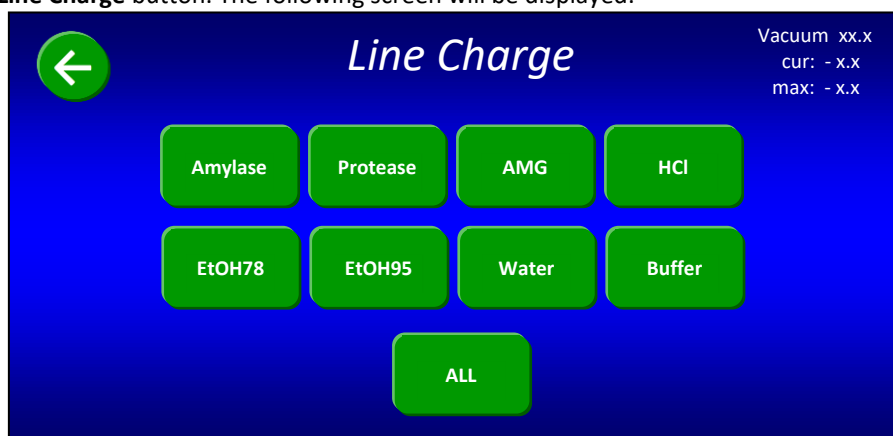 Line Charge button. The following screen will be displayed:
Line Charge
Vacuum xx.x
cur: - x.x
max: - x.x
Amylase Protease AMG HCl
EtOH78 EtOH95 Water Buffer
ALL